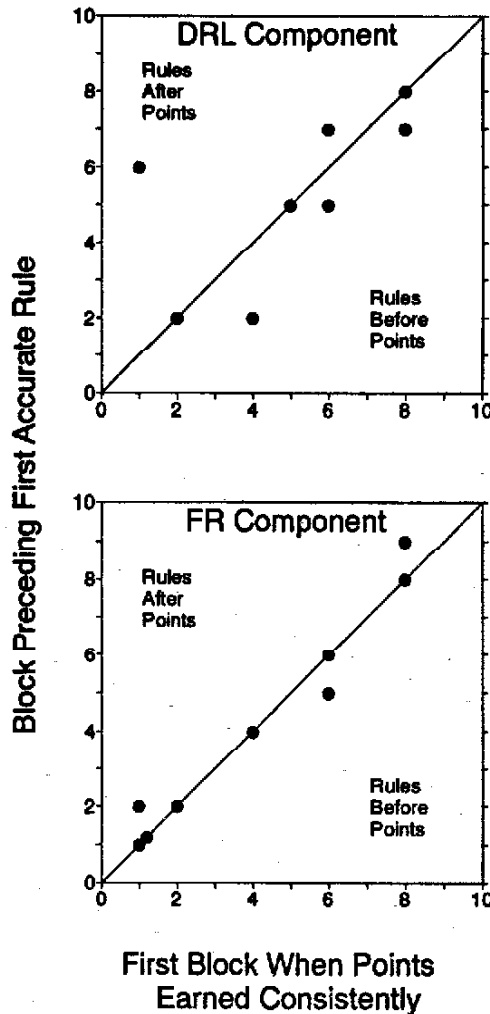 DRL Component
Rules
After
Points
Rules
Before
Points
10
8
6
4
2
0
0 2 4 6 8 10
FR Component
Rules
After
Points
Rules
Before
Points
10
8
6
4
2
0
0 2 4 6 8 10
Block Preceding First Accurate Rule
First Block When Points
Earned Consistently